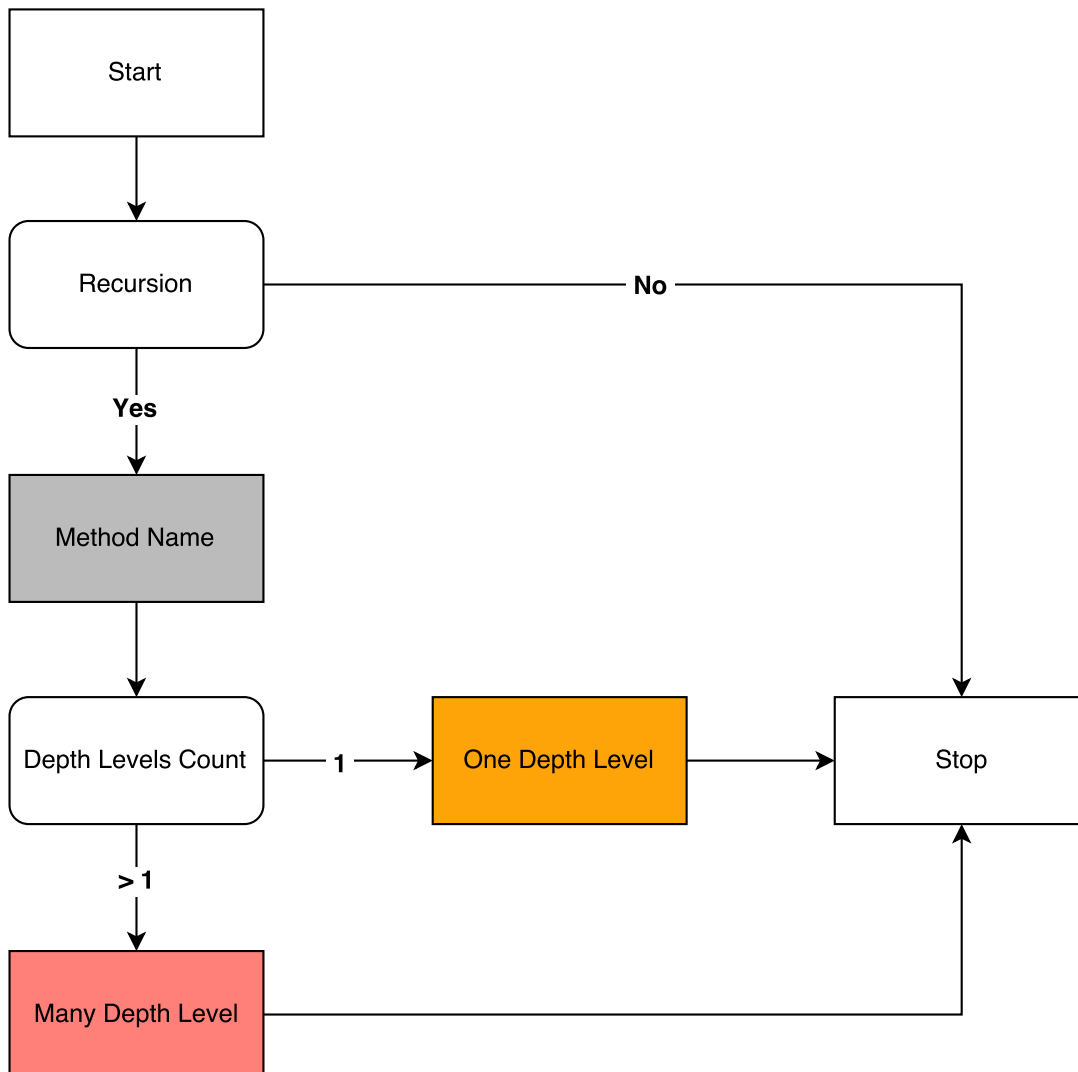 Start
Recursion
No
Yes
Method Name
Depth Levels Count
1
One Depth Level
Stop
> 1
Many Depth Level